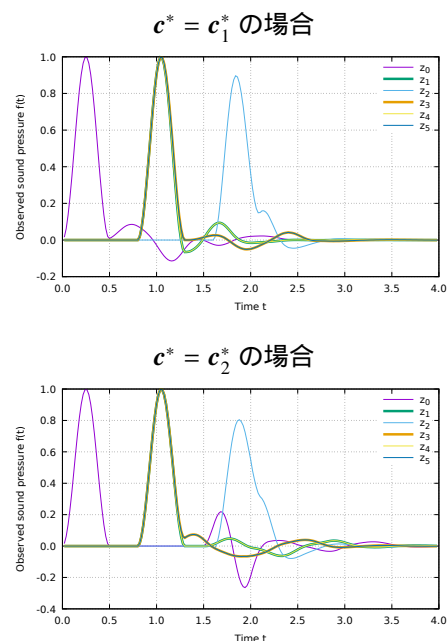 c* = c₁* の場合
Observed sound pressure f(t)
1.0
0.8
0.6
0.4
0.2
0.0
-0.2
z₀
z₁
z₂
z₃
z₄
z₅
0.0 0.5 1.0 1.5 2.0 2.5 3.0 3.5 4.0
Time t
c* = c₂* の場合
Observed sound pressure f(t)
1.0
0.8
0.6
0.4
0.2
0.0
-0.2
-0.4
z₀
z₁
z₂
z₃
z₄
z₅
0.0 0.5 1.0 1.5 2.0 2.5 3.0 3.5 4.0
Time t